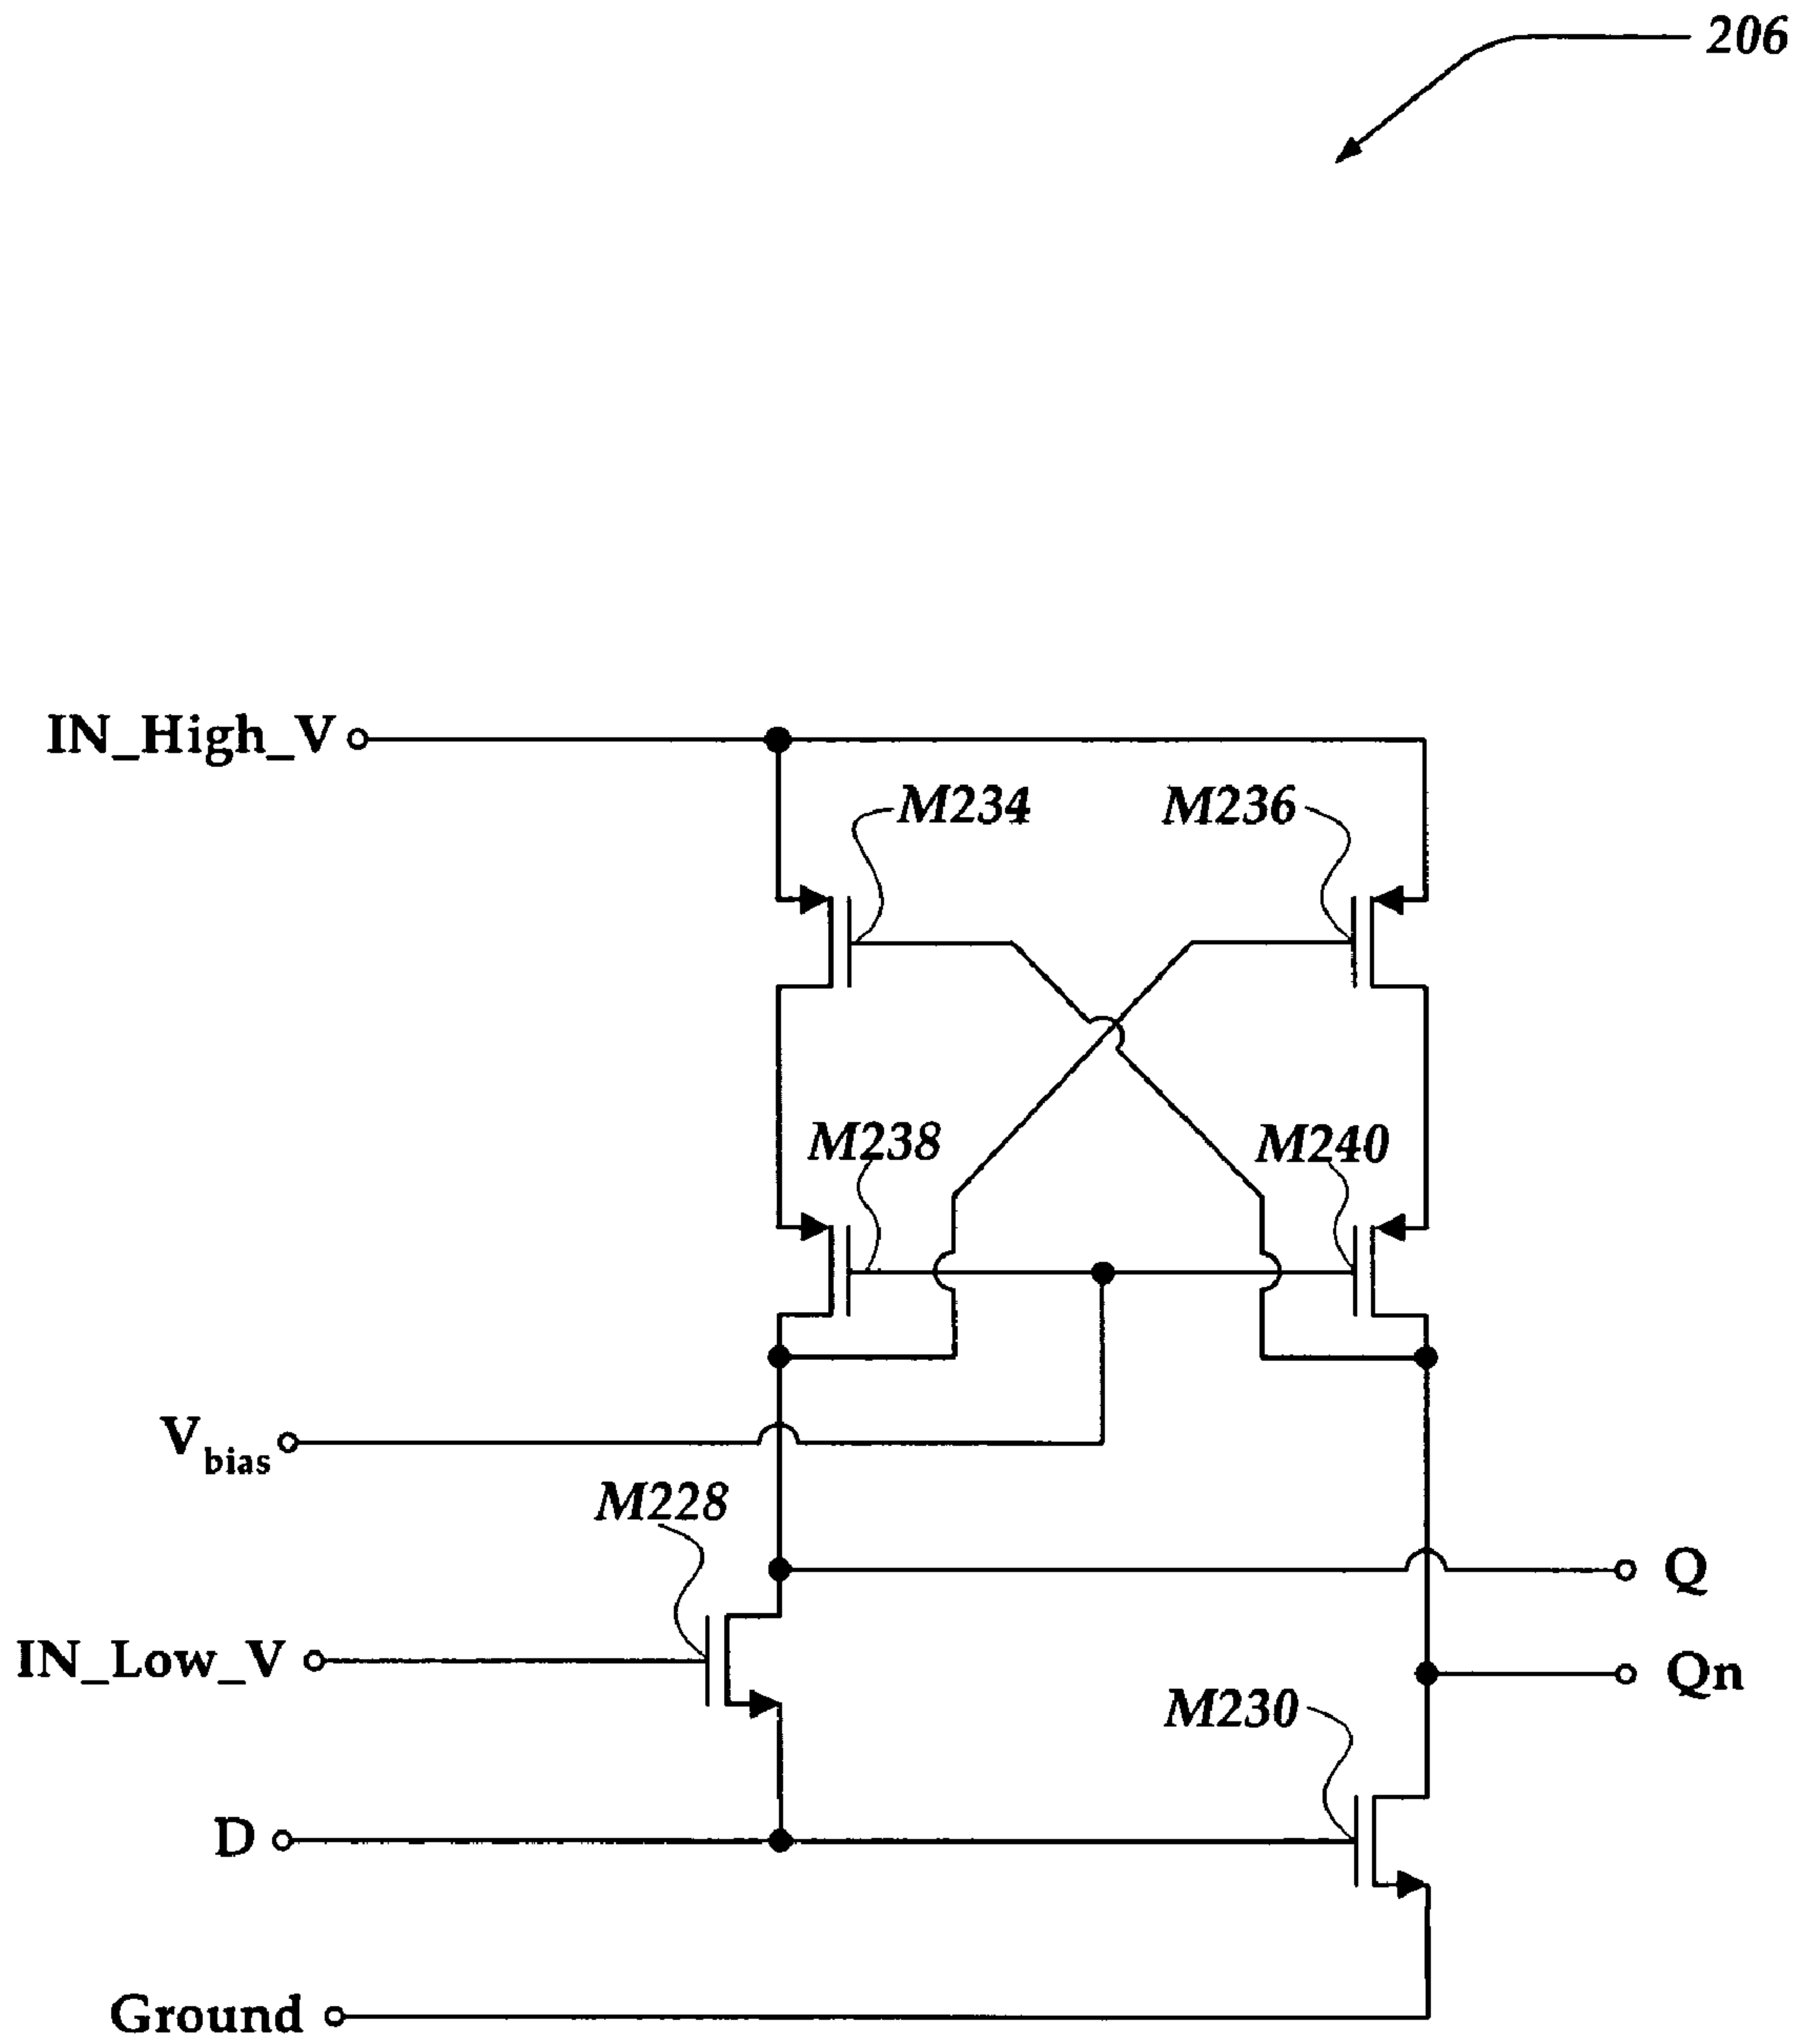 206
IN_High_V
M234
M236
M238
M240
Vbias
M228
Q
IN_Low_V
Qn
M230
D
Ground